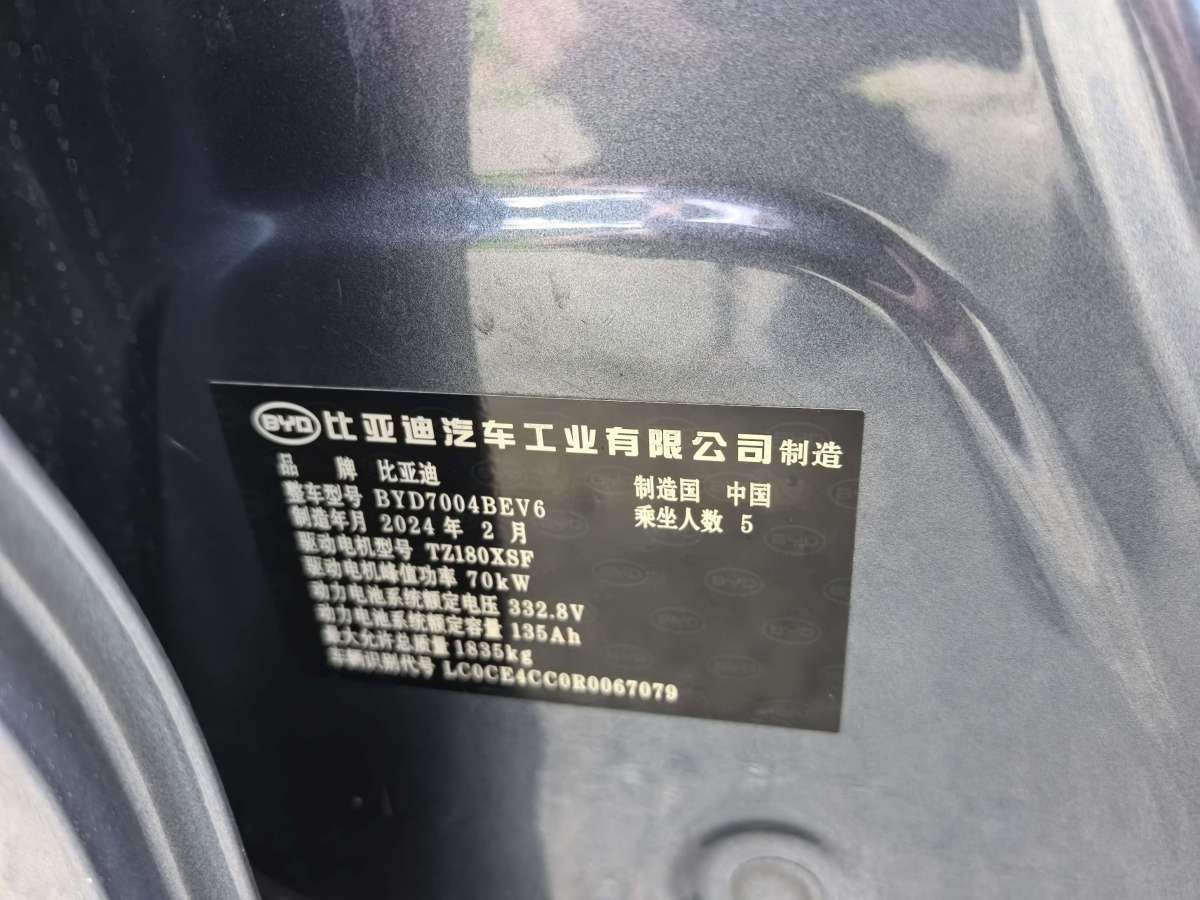 BYD 比亚迪汽车工业有限公司制造
品 牌 比亚迪
制造国 中国
整车型号 BYD7004BEV6
乘坐人数 5
制造年月 2024 年 2 月
驱动电机型号 TZ180XSF
驱动电机峰值功率 70kW
动力电池系统额定电压 332.8V
动力电池系统额定容量 135Ah
最大允许总质量 1835kg
车辆识别代号 LC0CE4CC0R0067079